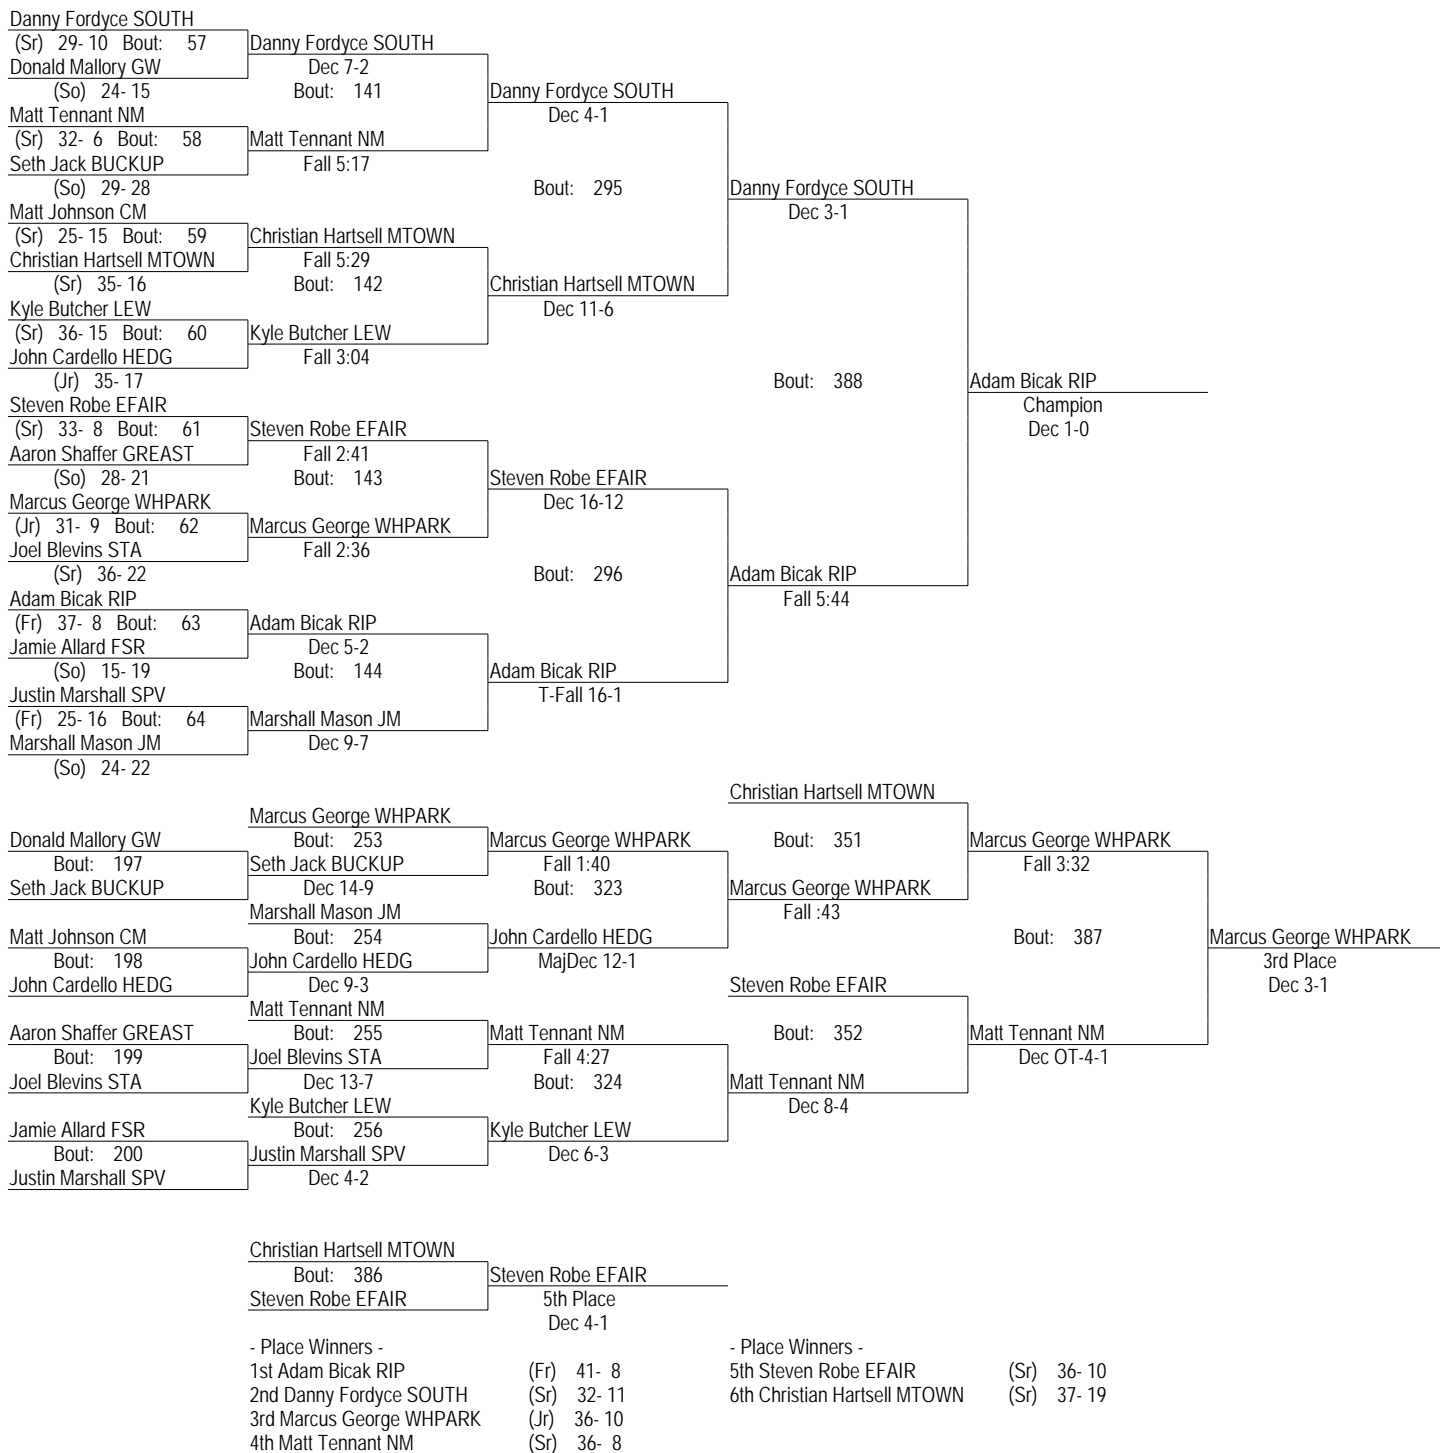 Danny Fordyce SOUTH
(Sr) 29- 10 Bout: 57 Danny Fordyce SOUTH
Donald Mallory GW Dec 7-2
(So) 24- 15 Bout: 141 Danny Fordyce SOUTH
Matt Tennant NM Dec 4-1
(Sr) 32- 6 Bout: 58 Matt Tennant NM
Seth Jack BUCKUP Fall 5:17
(So) 29- 28 Bout: 295 Danny Fordyce SOUTH
Matt Johnson CM Dec 3-1
(Sr) 25- 15 Bout: 59 Christian Hartsell MTOWN
Christian Hartsell MTOWN Fall 5:29
(Sr) 35- 16 Bout: 142 Christian Hartsell MTOWN
Kyle Butcher LEW Dec 11-6
(Sr) 36- 15 Bout: 60 Kyle Butcher LEW
John Cardello HEDG Fall 3:04
(Jr) 35- 17 Bout: 388 Adam Bicak RIP
Steven Robe EFAIR Champion
(Sr) 33- 8 Bout: 61 Steven Robe EFAIR Dec 1-0
Aaron Shaffer GREAST Fall 2:41
(So) 28- 21 Bout: 143 Steven Robe EFAIR
Marcus George WHPARK Dec 16-12
(Jr) 31- 9 Bout: 62 Marcus George WHPARK
Joel Blevins STA Fall 2:36
(Sr) 36- 22 Bout: 296 Adam Bicak RIP
Adam Bicak RIP Fall 5:44
(Fr) 37- 8 Bout: 63 Adam Bicak RIP
Jamie Allard FSR Dec 5-2
(So) 15- 19 Bout: 144 Adam Bicak RIP
Justin Marshall SPV T-Fall 16-1
(Fr) 25- 16 Bout: 64 Marshall Mason JM
Marshall Mason JM Dec 9-7
(So) 24- 22
Christian Hartsell MTOWN
Marcus George WHPARK
Donald Mallory GW Bout: 253 Marcus George WHPARK Bout: 351 Marcus George WHPARK
Bout: 197 Seth Jack BUCKUP Fall 1:40 Fall 3:32
Seth Jack BUCKUP Dec 14-9 Bout: 323 Marcus George WHPARK
Marshall Mason JM Fall :43
Matt Johnson CM Bout: 254 John Cardello HEDG Bout: 387 Marcus George WHPARK
Bout: 198 John Cardello HEDG MajDec 12-1 3rd Place
John Cardello HEDG Dec 9-3 Steven Robe EFAIR Dec 3-1
Matt Tennant NM
Aaron Shaffer GREAST Bout: 255 Matt Tennant NM Bout: 352 Matt Tennant NM
Bout: 199 Joel Blevins STA Fall 4:27 Dec OT-4-1
Joel Blevins STA Dec 13-7 Bout: 324 Matt Tennant NM
Kyle Butcher LEW Dec 8-4
Jamie Allard FSR Bout: 256 Kyle Butcher LEW
Bout: 200 Justin Marshall SPV Dec 6-3
Justin Marshall SPV Dec 4-2
Christian Hartsell MTOWN
Bout: 386 Steven Robe EFAIR
Steven Robe EFAIR 5th Place
Dec 4-1
- Place Winners - - Place Winners -
1st Adam Bicak RIP (Fr) 41- 8 5th Steven Robe EFAIR (Sr) 36- 10
2nd Danny Fordyce SOUTH (Sr) 32- 11 6th Christian Hartsell MTOWN (Sr) 37- 19
3rd Marcus George WHPARK (Jr) 36- 10
4th Matt Tennant NM (Sr) 36- 8